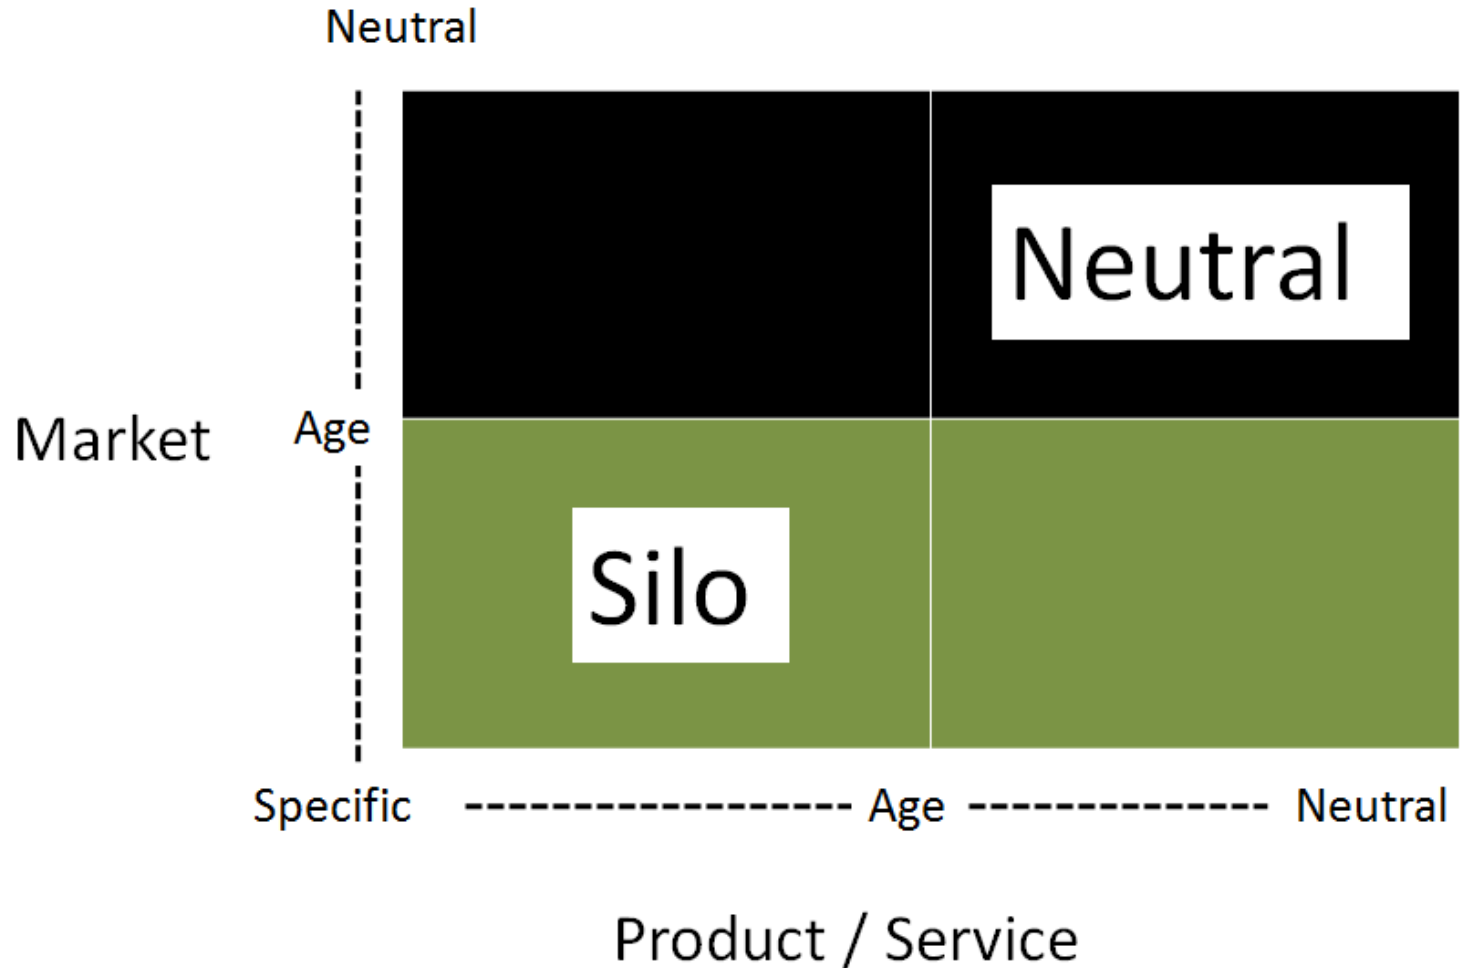 Neutral
Neutral
Market
Age
Silo
Specific
Age
Neutral
Product / Service